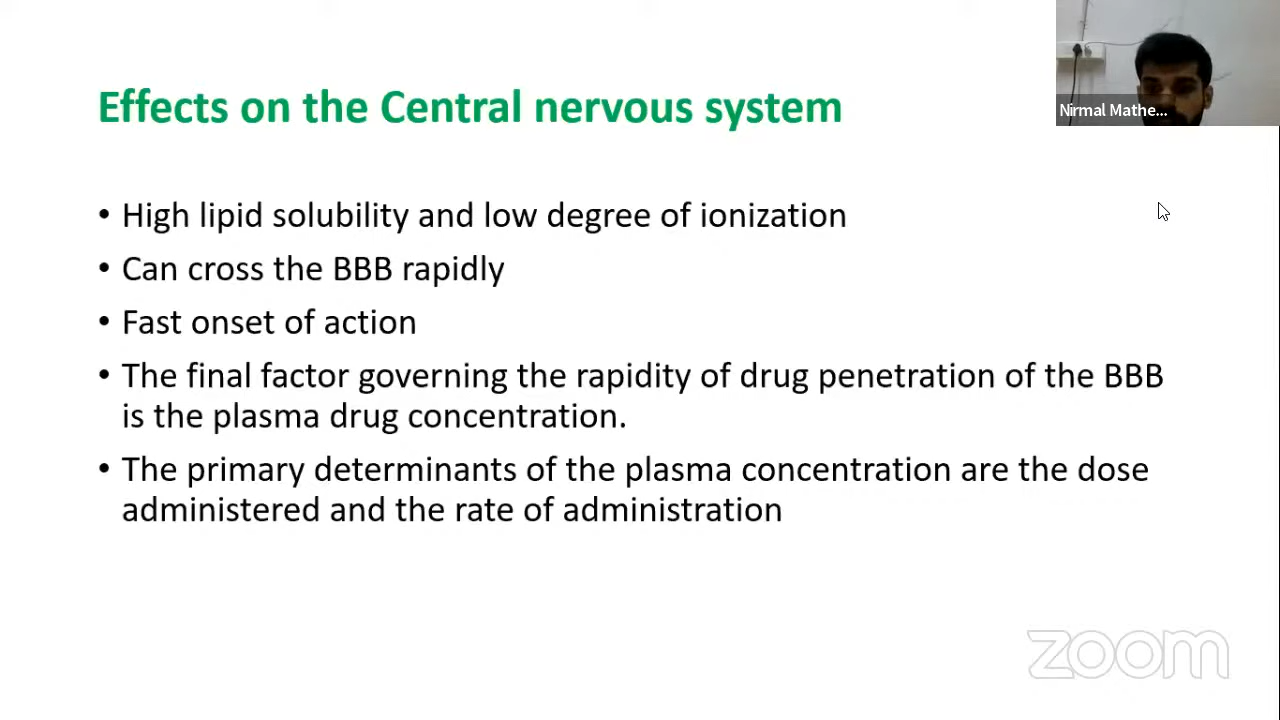 Effects on the Central nervous system
Nirmal Mathe...
• High lipid solubility and low degree of ionization
• Can cross the BBB rapidly
• Fast onset of action
• The final factor governing the rapidity of drug penetration of the BBB
is the plasma drug concentration.
• The primary determinants of the plasma concentration are the dose
administered and the rate of administration
zoom